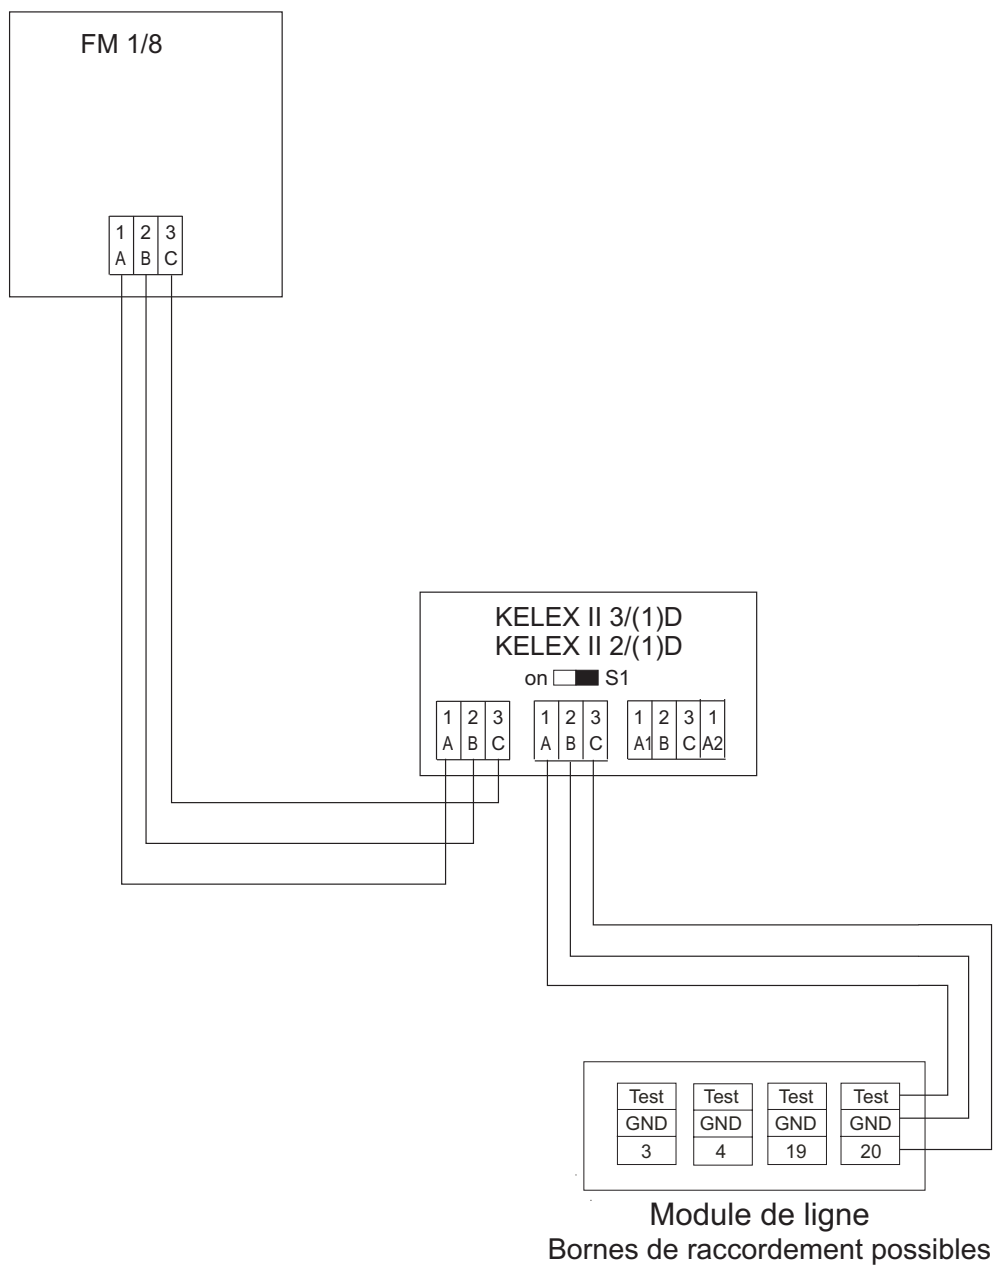 FM 1/8
1 2 3
A B C
KELEX II 3/(1)D
KELEX II 2/(1)D
on S1
1 2 3 1 2 3 1 2 3 1
A B C A B C A1 B C A2
Test Test Test Test
GND GND GND GND
3 4 19 20
Module de ligne
Bornes de raccordement possibles